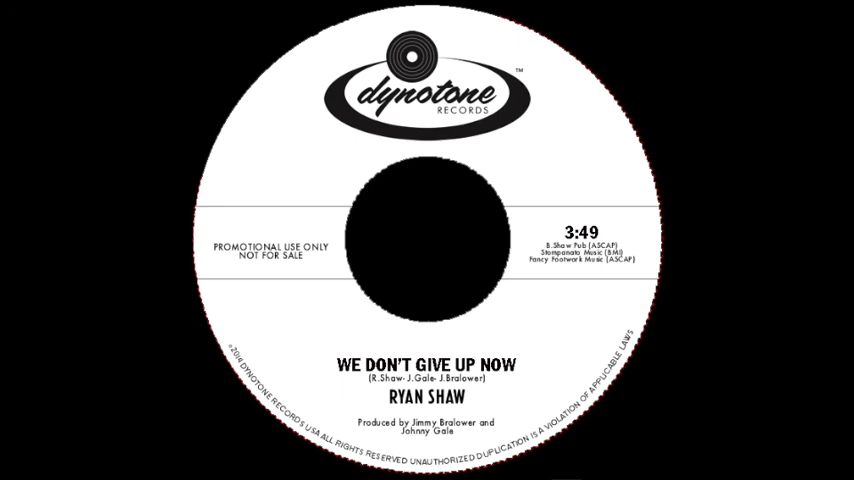 ™
dynotone
RECORDS
PROMOTIONAL USE ONLY
NOT FOR SALE
3:49
B.Shaw Pub (ASCAP)
Stompanato Music (BMI)
Fancy Footwork Music (ASCAP)
WE DON'T GIVE UP NOW
(R.Shaw- J.Gale- J.Bralower)
RYAN SHAW
Produced by Jimmy Bralower and
Johnny Gale
©2014 DYNOTONE RECORDS USA ALL RIGHTS RESERVED UNAUTHORIZED DUPLICATION IS A VIOLATION OF APPLICABLE LAWS